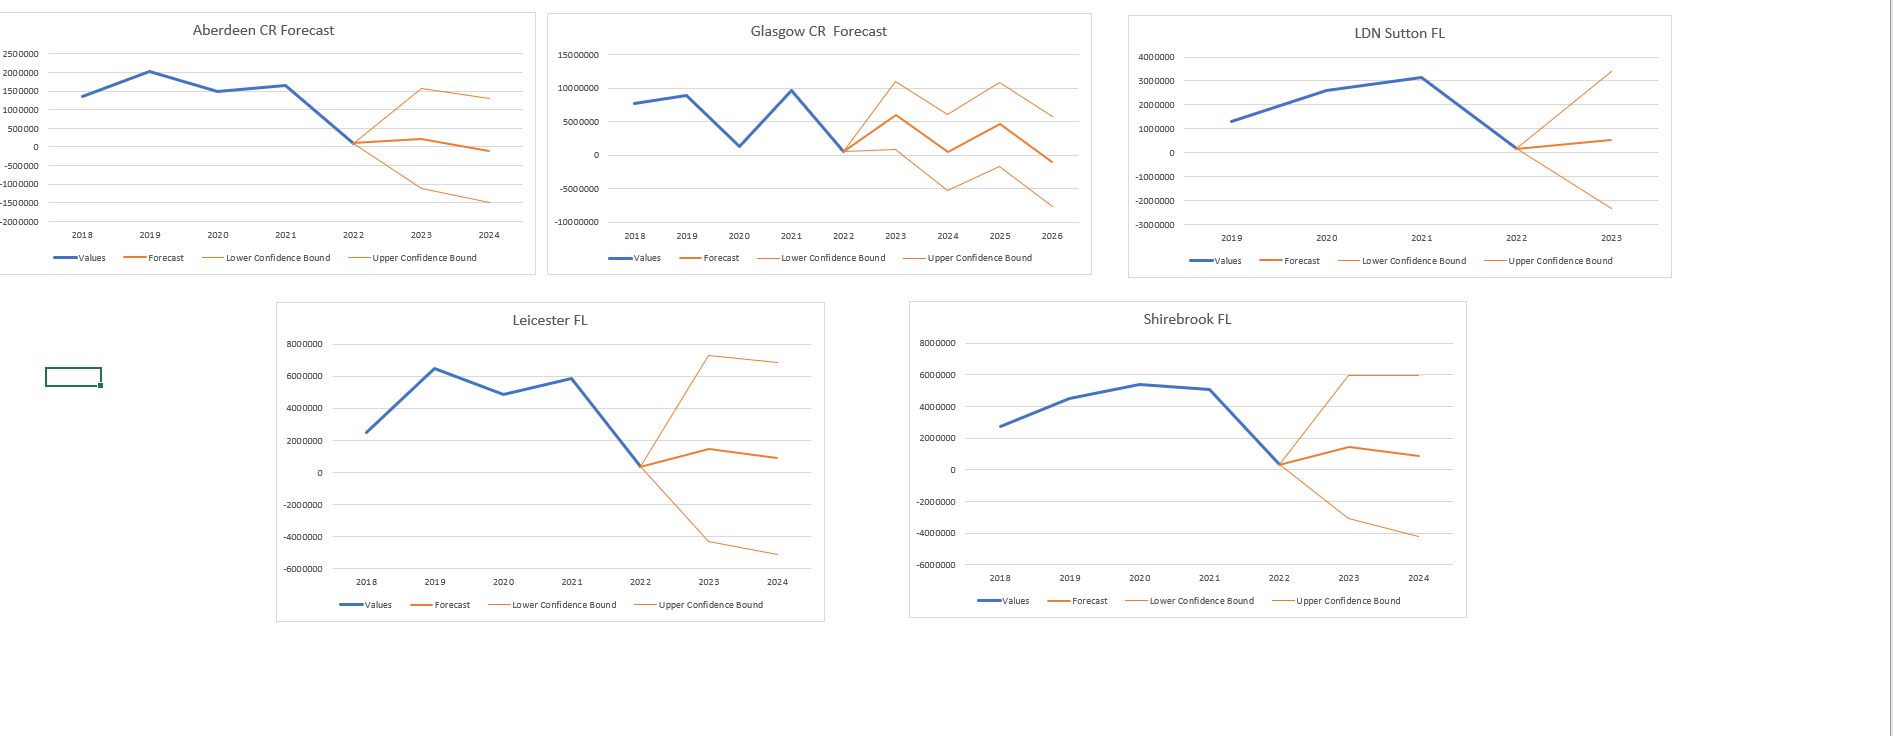 Aberdeen CR Forecast
2500000
2000000
1500000
1000000
500000
0
-500000
-1000000
-1500000
-2000000
2018 2019 2020 2021 2022 2023 2024
Values Forecast Lower Confidence Bound Upper Confidence Bound
Glasgow CR Forecast
15000000
10000000
5000000
0
-5000000
-10000000
2018 2019 2020 2021 2022 2023 2024 2025 2026
Values Forecast Lower Confidence Bound Upper Confidence Bound
LDN Sutton FL
4000000
3000000
2000000
1000000
0
-1000000
-2000000
-3000000
2019 2020 2021 2022 2023
Values Forecast Lower Confidence Bound Upper Confidence Bound
Leicester FL
8000000
6000000
4000000
2000000
0
-2000000
-4000000
-6000000
2018 2019 2020 2021 2022 2023 2024
Values Forecast Lower Confidence Bound Upper Confidence Bound
Shirebrook FL
8000000
6000000
4000000
2000000
0
-2000000
-4000000
-6000000
2018 2019 2020 2021 2022 2023 2024
Values Forecast Lower Confidence Bound Upper Confidence Bound